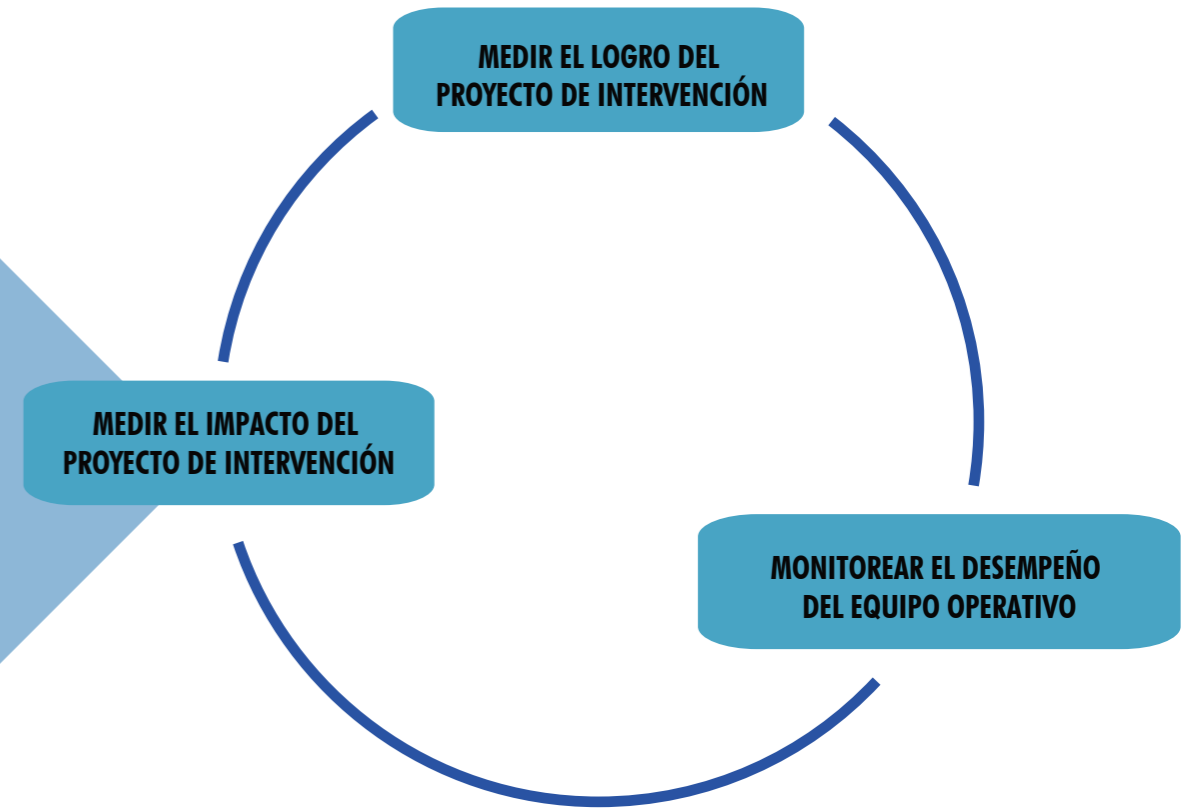 MEDIR EL LOGRO DEL
PROYECTO DE INTERVENCIÓN
MEDIR EL IMPACTO DEL
PROYECTO DE INTERVENCIÓN
MONITOREAR EL DESEMPEÑO
DEL EQUIPO OPERATIVO